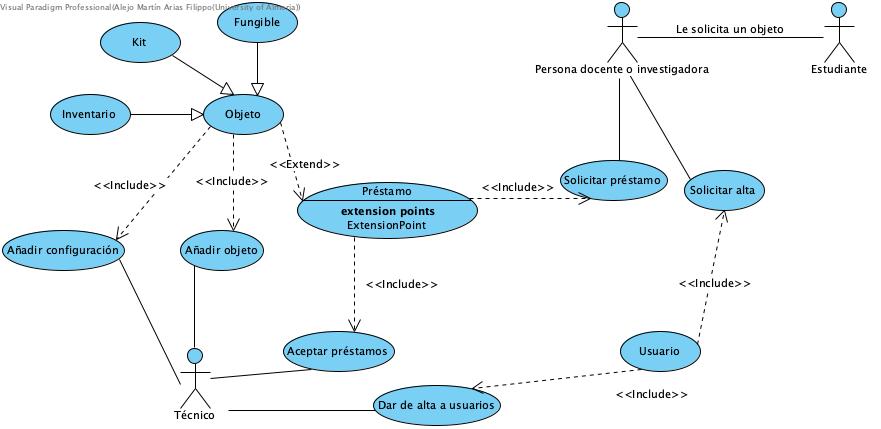 Visual Paradigm Professional(Alejo Martín Arias Filippo(University of Almeria))
Fungible
Kit
Le solicita un objeto
Persona docente o investigadora
Estudiante
Inventario
Objeto
<<Extend>>
<<Include>>
<<Include>>
<<Include>>
Solicitar préstamo
Préstamo
Solicitar alta
extension points
ExtensionPoint
Añadir configuración
Añadir objeto
<<Include>>
<<Include>>
Aceptar préstamos
Usuario
<<Include>>
Dar de alta a usuarios
Técnico